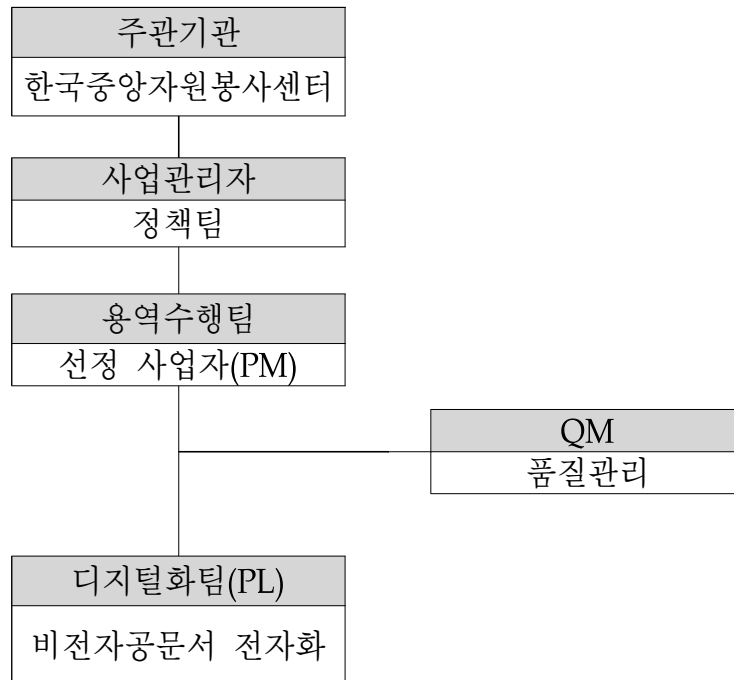 주관기관
한국중앙자원봉사센터
사업관리자
정책팀
용역수행팀
선정 사업자(PM)
QM
품질관리
디지털화팀(PL)
비전자공문서 전자화